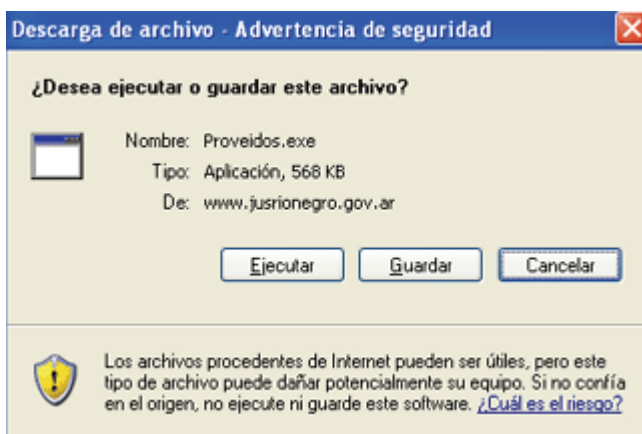 Descarga de archivo - Advertencia de seguridad
¿Desea ejecutar o guardar este archivo?
Nombre: Proveidos.exe
Tipo: Aplicación, 568 KB
De: www.jusrionegro.gov.ar
Ejecutar Guardar Cancelar
Los archivos procedentes de Internet pueden ser útiles, pero este
tipo de archivo puede dañar potencialmente su equipo. Si no confía
en el origen, no ejecute ni guarde este software. ¿Cuál es el riesgo?